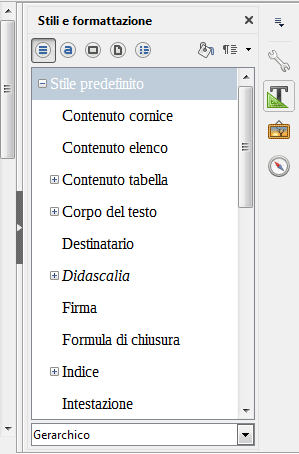 Stili e formattazione
Stile predefinito
Contenuto cornice
Contenuto elenco
Contenuto tabella
Corpo del testo
Destinatario
Didascalia
Firma
Formula di chiusura
Indice
Intestazione
Gerarchico